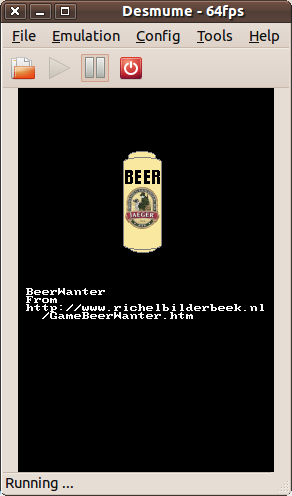 Desmume - 64fps
File Emulation Config Tools Help
BEER
JAEGER
BeerWanter
From
http://www.richelbilderbeek.nl
/GameBeerWanter.htm
Running ...